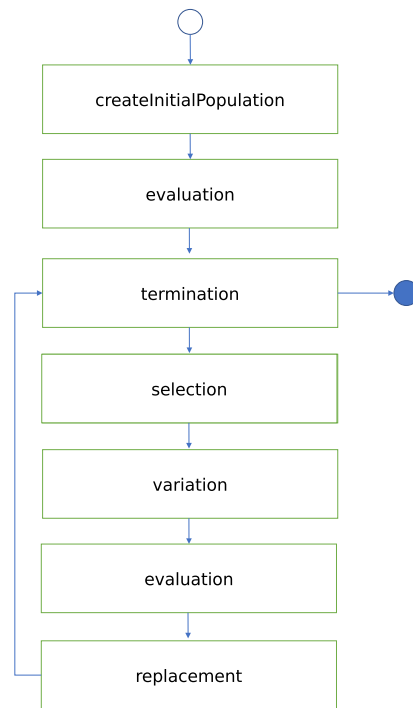 createInitialPopulation
evaluation
termination
selection
variation
evaluation
replacement